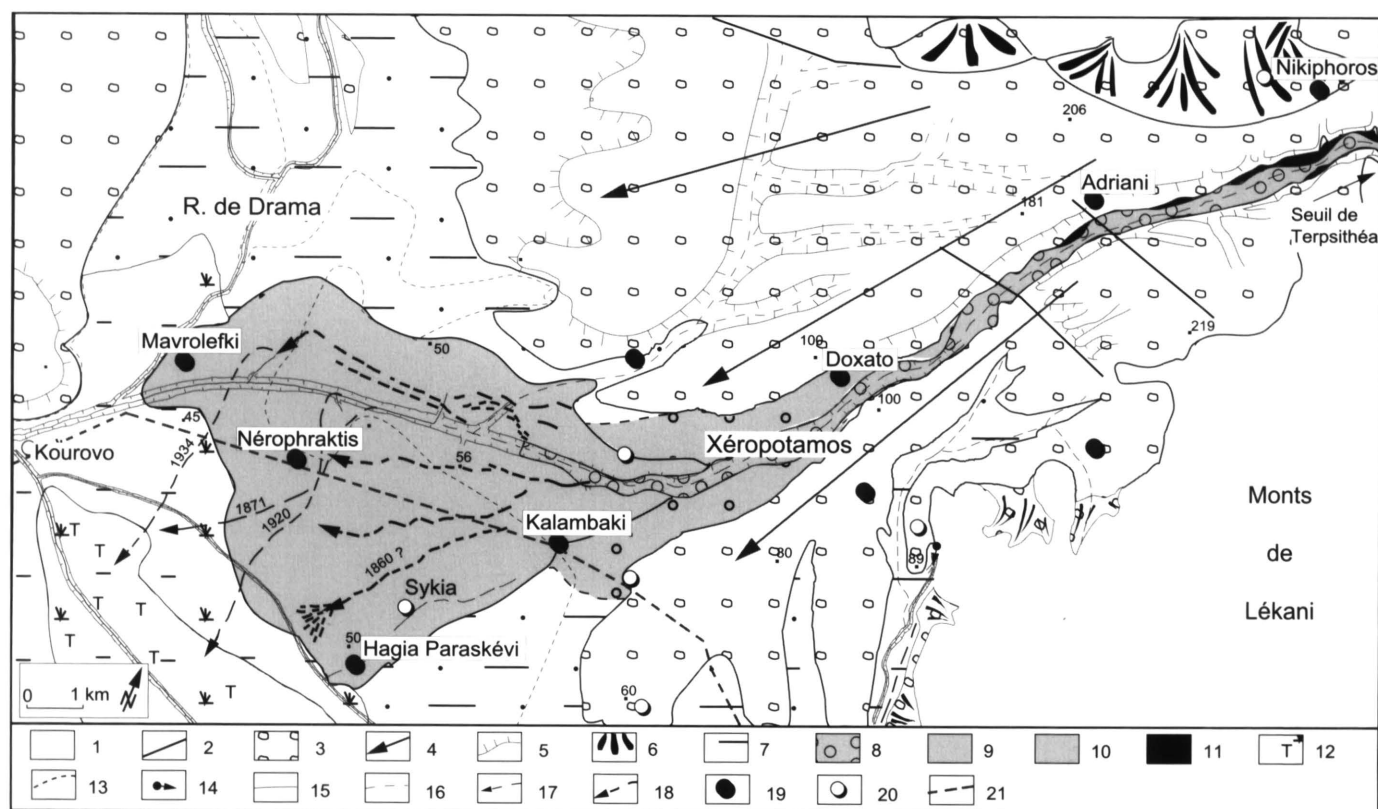 Nikiphoros
206
Adriani
181
Seuil de
Terpsithéa
R. de Drama
219
50
Mavrolefki
100
Doxato
100
45
Xéropotamos
Kourovo
1934
Nérophraktis
56
1871
1920
Monts
de
Lékani
T
Kalambaki
80
89
T
1860 ?
T
T
Sykia
T
T
50
Hagia Paraskévi
T
0 1 km
N
60
1 2 3 4 5 6 7 8 9 10 11 T 12
13 14 15 16 17 18 19 20 21